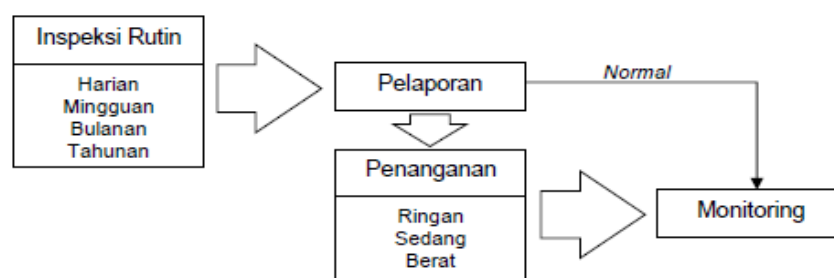 Inspeksi Rutin
Harian
Mingguan
Bulanan
Tahunan
Pelaporan
Normal
Penanganan
Ringan
Sedang
Berat
Monitoring